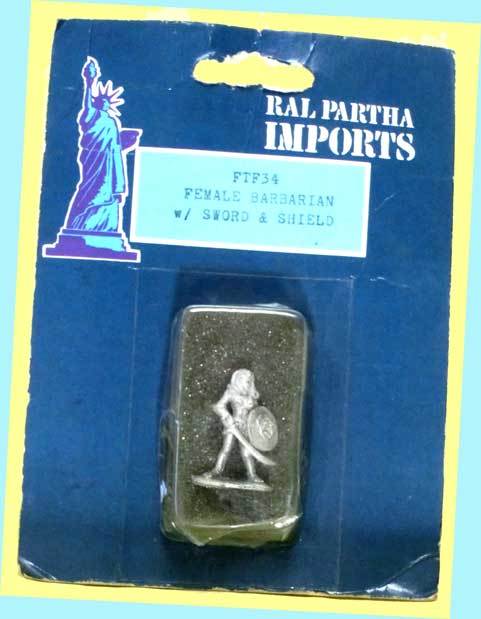 RAL PARTHA
IMPORTS
FTF34
FEMALE BARBARIAN
w/ SWORD & SHIELD